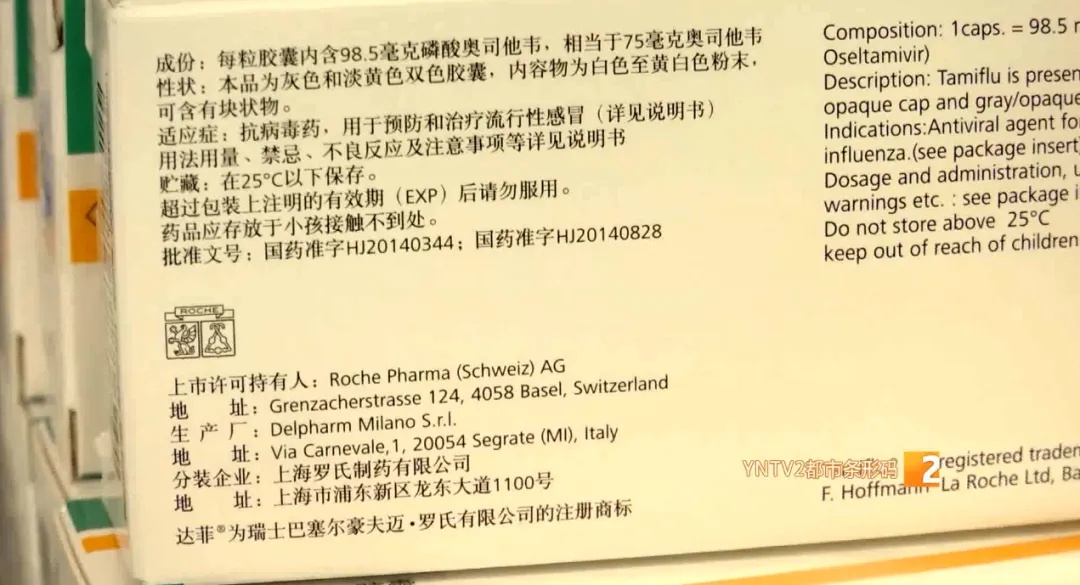 成份：每粒胶囊内含98.5毫克磷酸奥司他韦，相当于75毫克奥司他韦
性状：本品为灰色和淡黄色双色胶囊，内容物为白色至黄白色粉末，
可含有块状物。
适应症：抗病毒药，用于预防和治疗流行性感冒（详见说明书）
用法用量、禁忌、不良反应及注意事项等详见说明书
贮藏：在25°C以下保存。
超过包装上注明的有效期（EXP）后请勿服用。
药品应存放于小孩接触不到处。
批准文号：国药准字HJ20140344；国药准字HJ20140828
ROCHE
上市许可持有人：Roche Pharma (Schweiz) AG
地 址：Grenzacherstrasse 124, 4058 Basel, Switzerland
生 产 厂：Delpharm Milano S.r.l.
地 址：Via Carnevale,1, 20054 Segrate (MI), Italy
分装企业：上海罗氏制药有限公司
地 址：上海市浦东新区龙东大道1100号
达菲®为瑞士巴塞尔豪夫迈·罗氏有限公司的注册商标
Composition: 1caps. = 98.5
Oseltamivir)
Description: Tamiflu is
opaque cap and gray/opaque
Indications:Antiviral agent
influenza.(see package insert)
Dosage and administration,
warnings etc. : see package
Do not store above 25°C
keep out of reach of children
registered
F. Hoffmann-La Roche Ltd,
YNTV2都市条形码 2